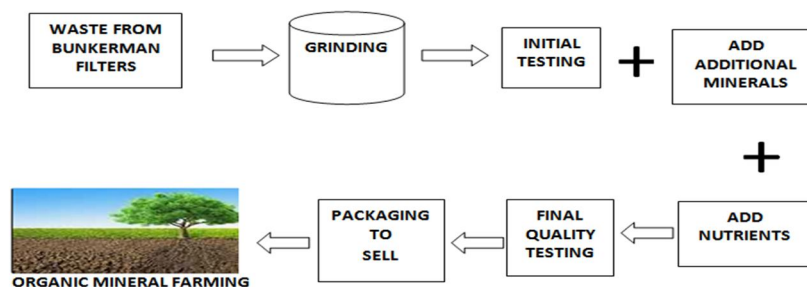 WASTE FROM
BUNKERMAN
FILTERS
GRINDING
INITIAL
TESTING
+
ADD
ADDITIONAL
MINERALS
+
ADD
NUTRIENTS
FINAL
QUALITY
TESTING
PACKAGING
TO
SELL
ORGANIC MINERAL FARMING